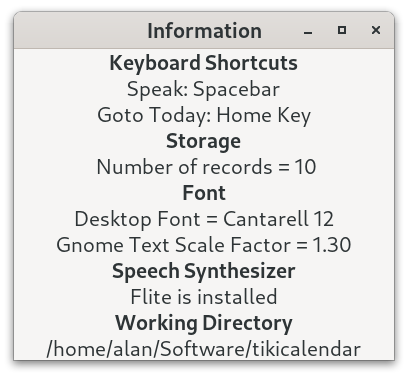 Information
Keyboard Shortcuts
Speak: Spacebar
Goto Today: Home Key
Storage
Number of records = 10
Font
Desktop Font = Cantarell 12
Gnome Text Scale Factor = 1.30
Speech Synthesizer
Flite is installed
Working Directory
/home/alan/Software/tikicalendar